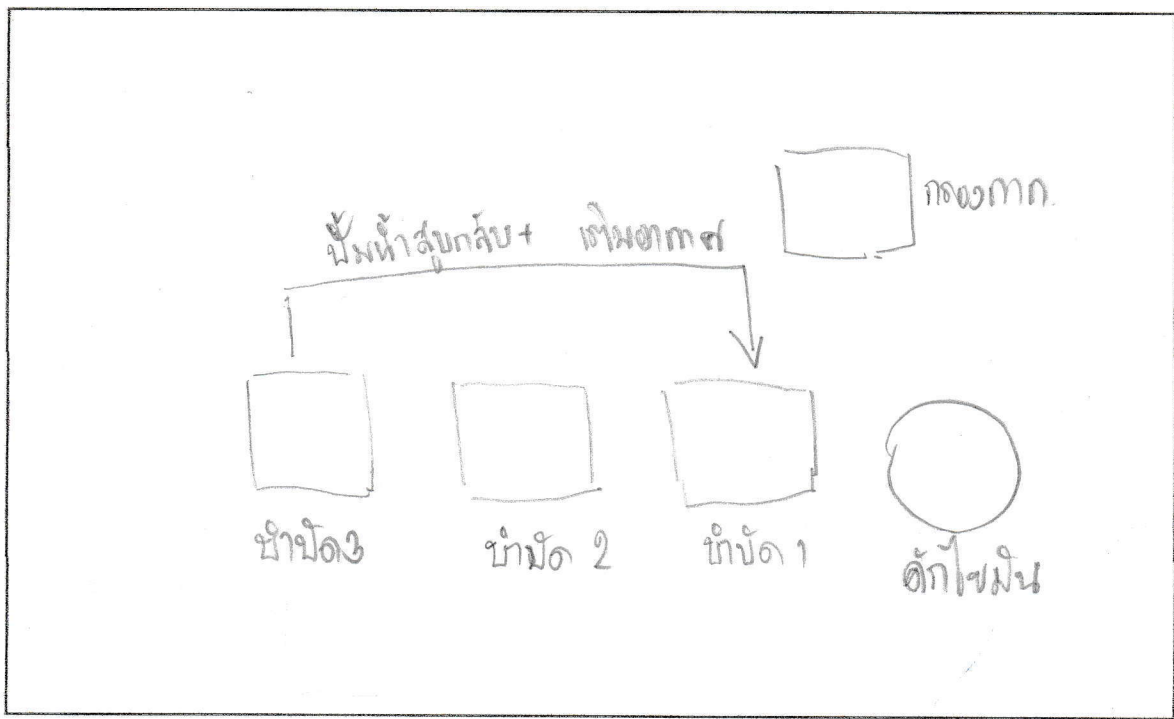 กรองกาก
ปั้มน้ำสูบกลับ+ เติมอากาศ
บำบัด3
บำบัด 2
บำบัด 1
ดักไขมัน